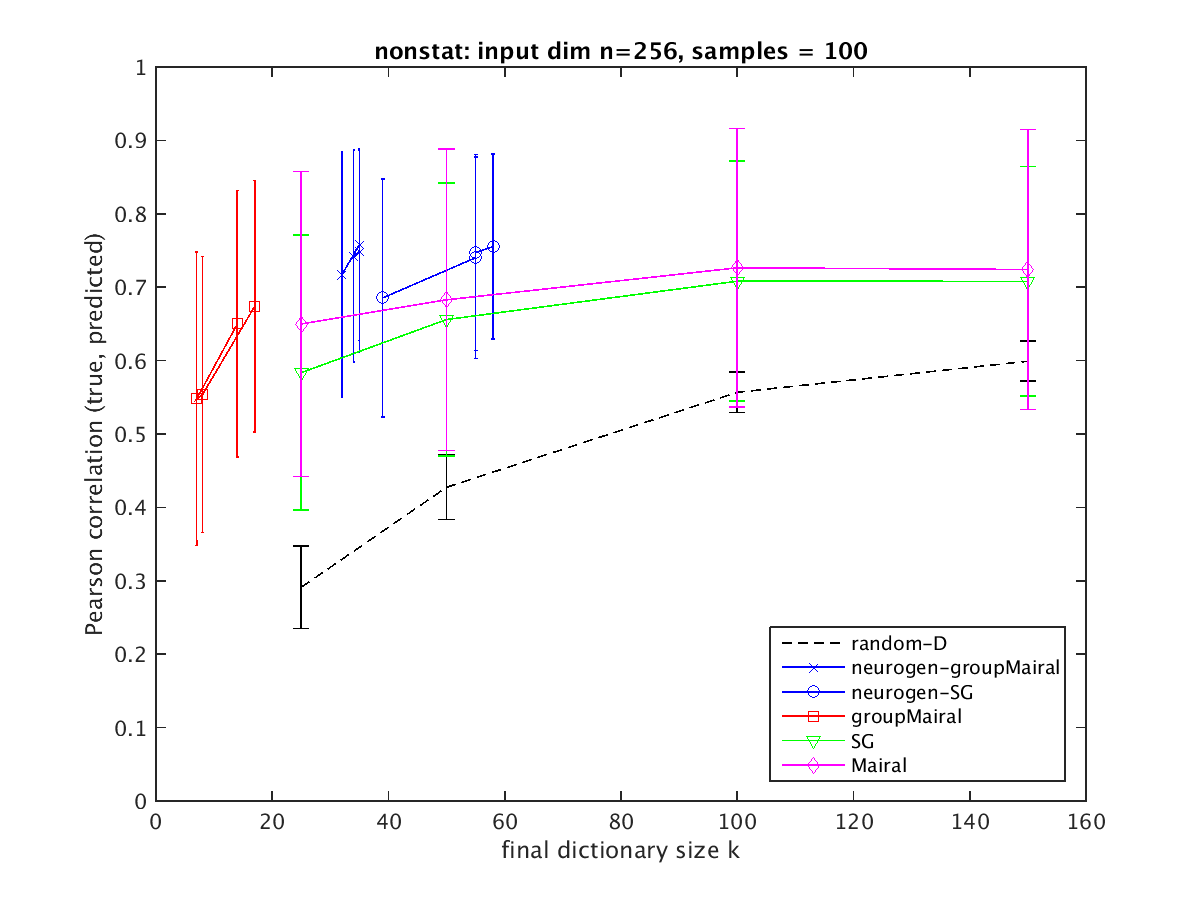 nonstat: input dim n=256, samples = 100
Pearson correlation (true, predicted)
1
0.9
0.8
0.7
0.6
0.5
0.4
0.3
0.2
0.1
0
0 20 40 60 80 100 120 140 160
final dictionary size k
random-D
neurogen-groupMairal
neurogen-SG
groupMairal
SG
Mairal